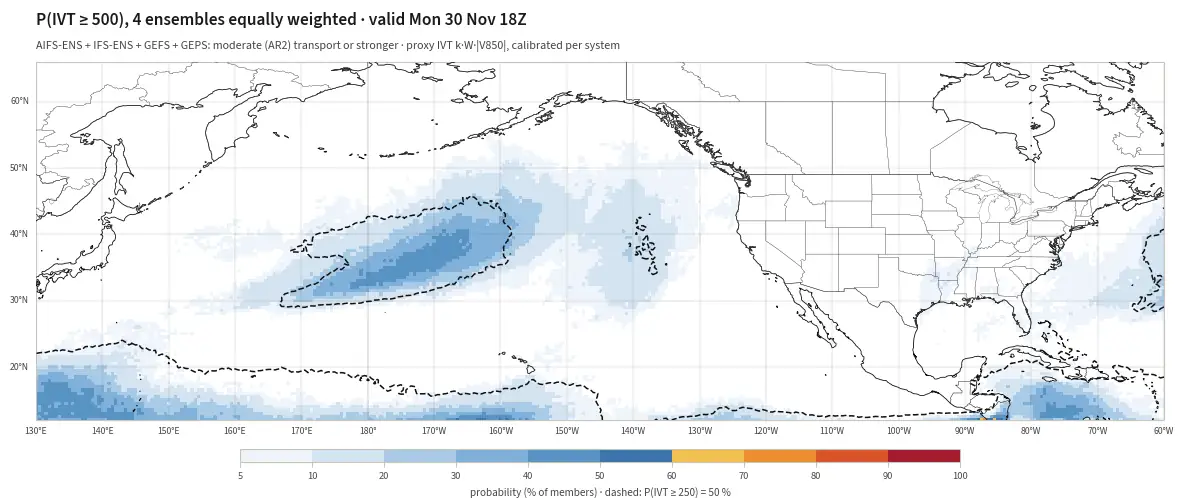 P(IVT ≥ 500), 4 ensembles equally weighted · valid Mon 30 Nov 18Z
AIFS-ENS + IFS-ENS + GEFS + GEPS: moderate (AR2) transport or stronger · proxy IVT k·W·|V850|, calibrated per system
60°N
50°N
40°N
30°N
20°N
130°E 140°E 150°E 160°E 170°E 180° 170°W 160°W 150°W 140°W 130°W 120°W 110°W 100°W 90°W 80°W 70°W 60°W
5 10 20 30 40 50 60 70 80 90 100
probability (% of members) · dashed: P(IVT ≥ 250) = 50 %